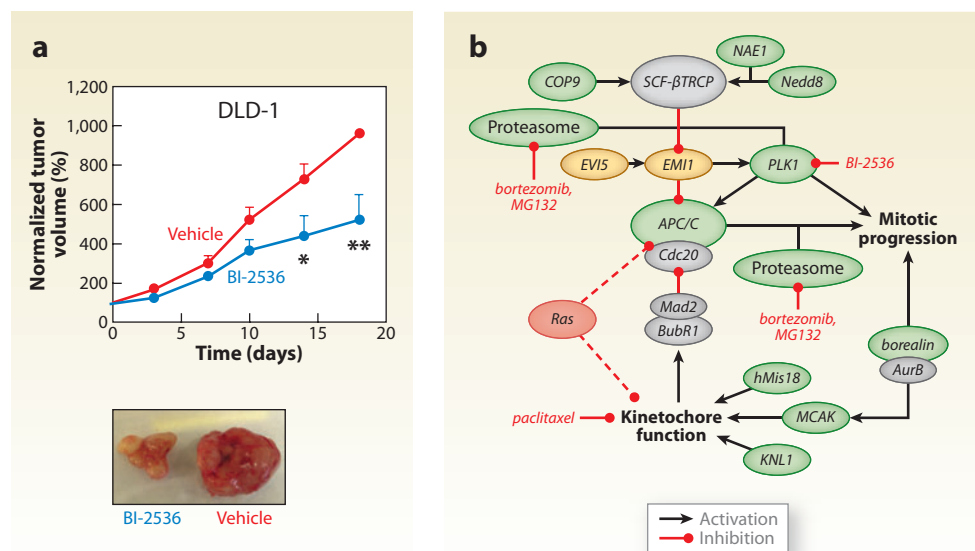 a
DLD-1
Normalized tumor
volume (%)
1,200
1,000
800
600
400
200
0
0
5
10
15
20
Time (days)
Vehicle
BI-2536
*
**
BI-2536
Vehicle
b
NAE1
COP9
SCF-βTRCP
Nedd8
Proteasome
EVI5
EMI1
PLK1
BI-2536
bortezomib,
MG132
APC/C
Cdc20
Mitotic
progression
Proteasome
Ras
Mad2
BubR1
bortezomib,
MG132
borealin
AurB
hMis18
paclitaxel
Kinetochore
function
MCAK
KNL1
Activation
Inhibition